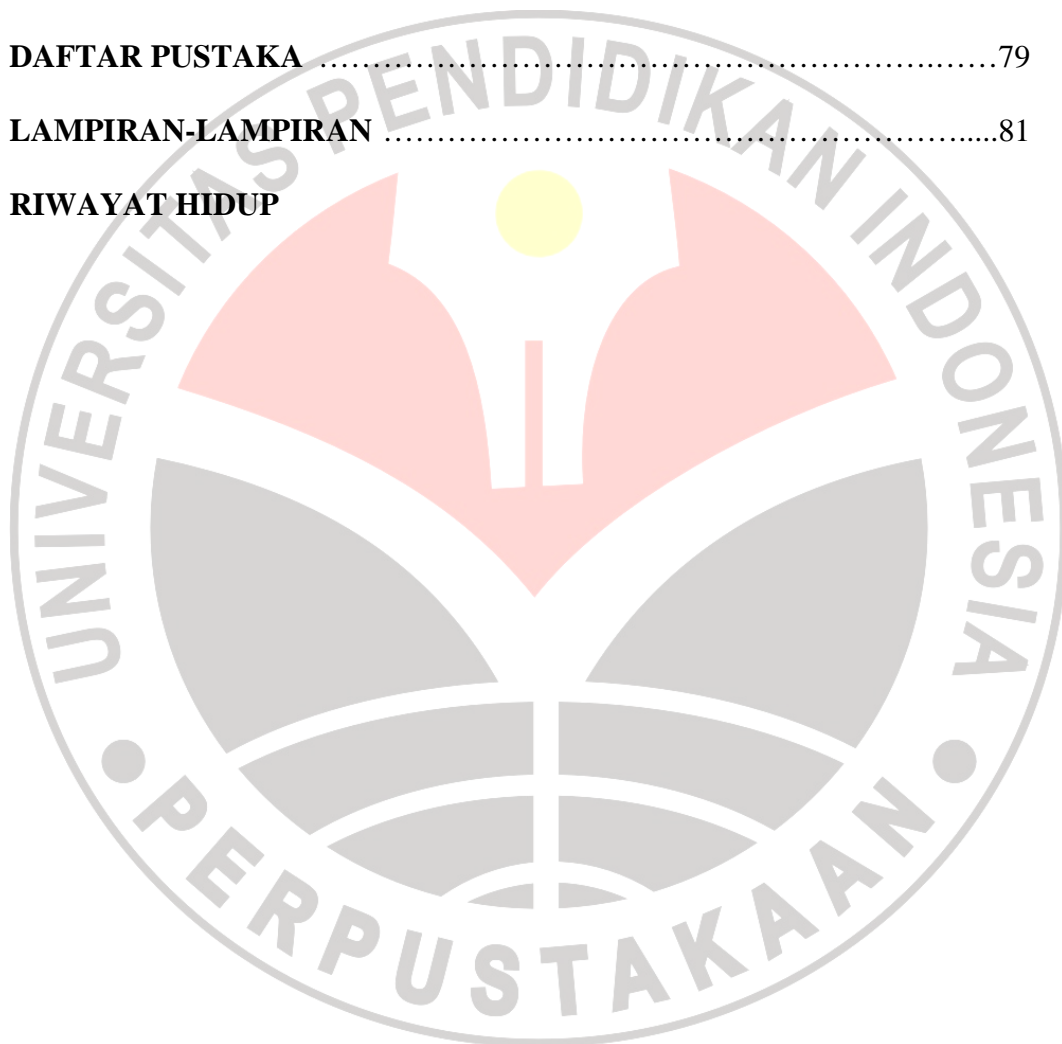 DAFTAR PUSTAKA ………………………………………….……………….……79
LAMPIRAN-LAMPIRAN ……………………………………………….....81
RIWAYAT HIDUP
UNIVERSITAS PENDIDIKAN INDONESIA
PERPUSTAKAAN